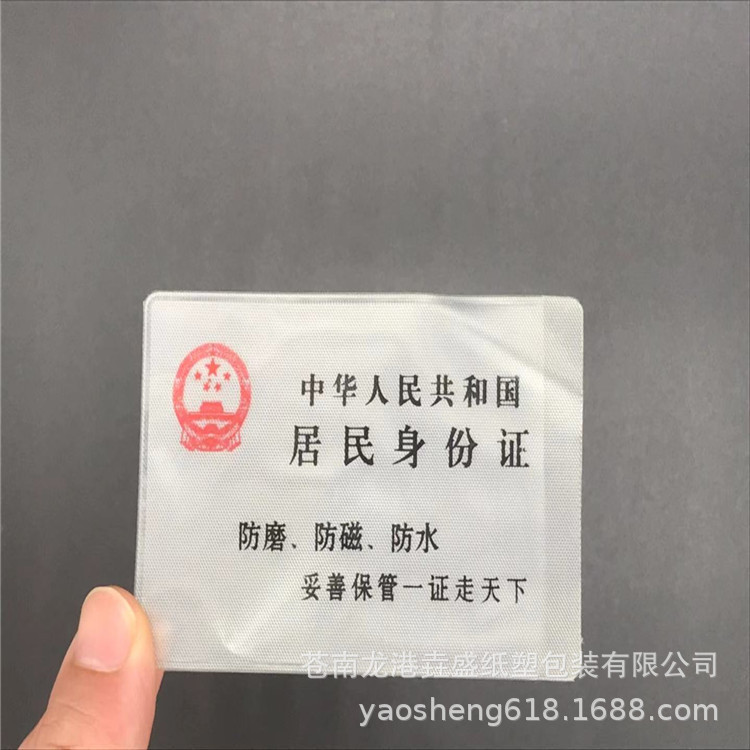 中华人民共和国
居民身份证
防磨、防磁、防水
妥善保管一证走天下
苍南龙港垚盛纸塑包装有限公司
yaosheng618.1688.com